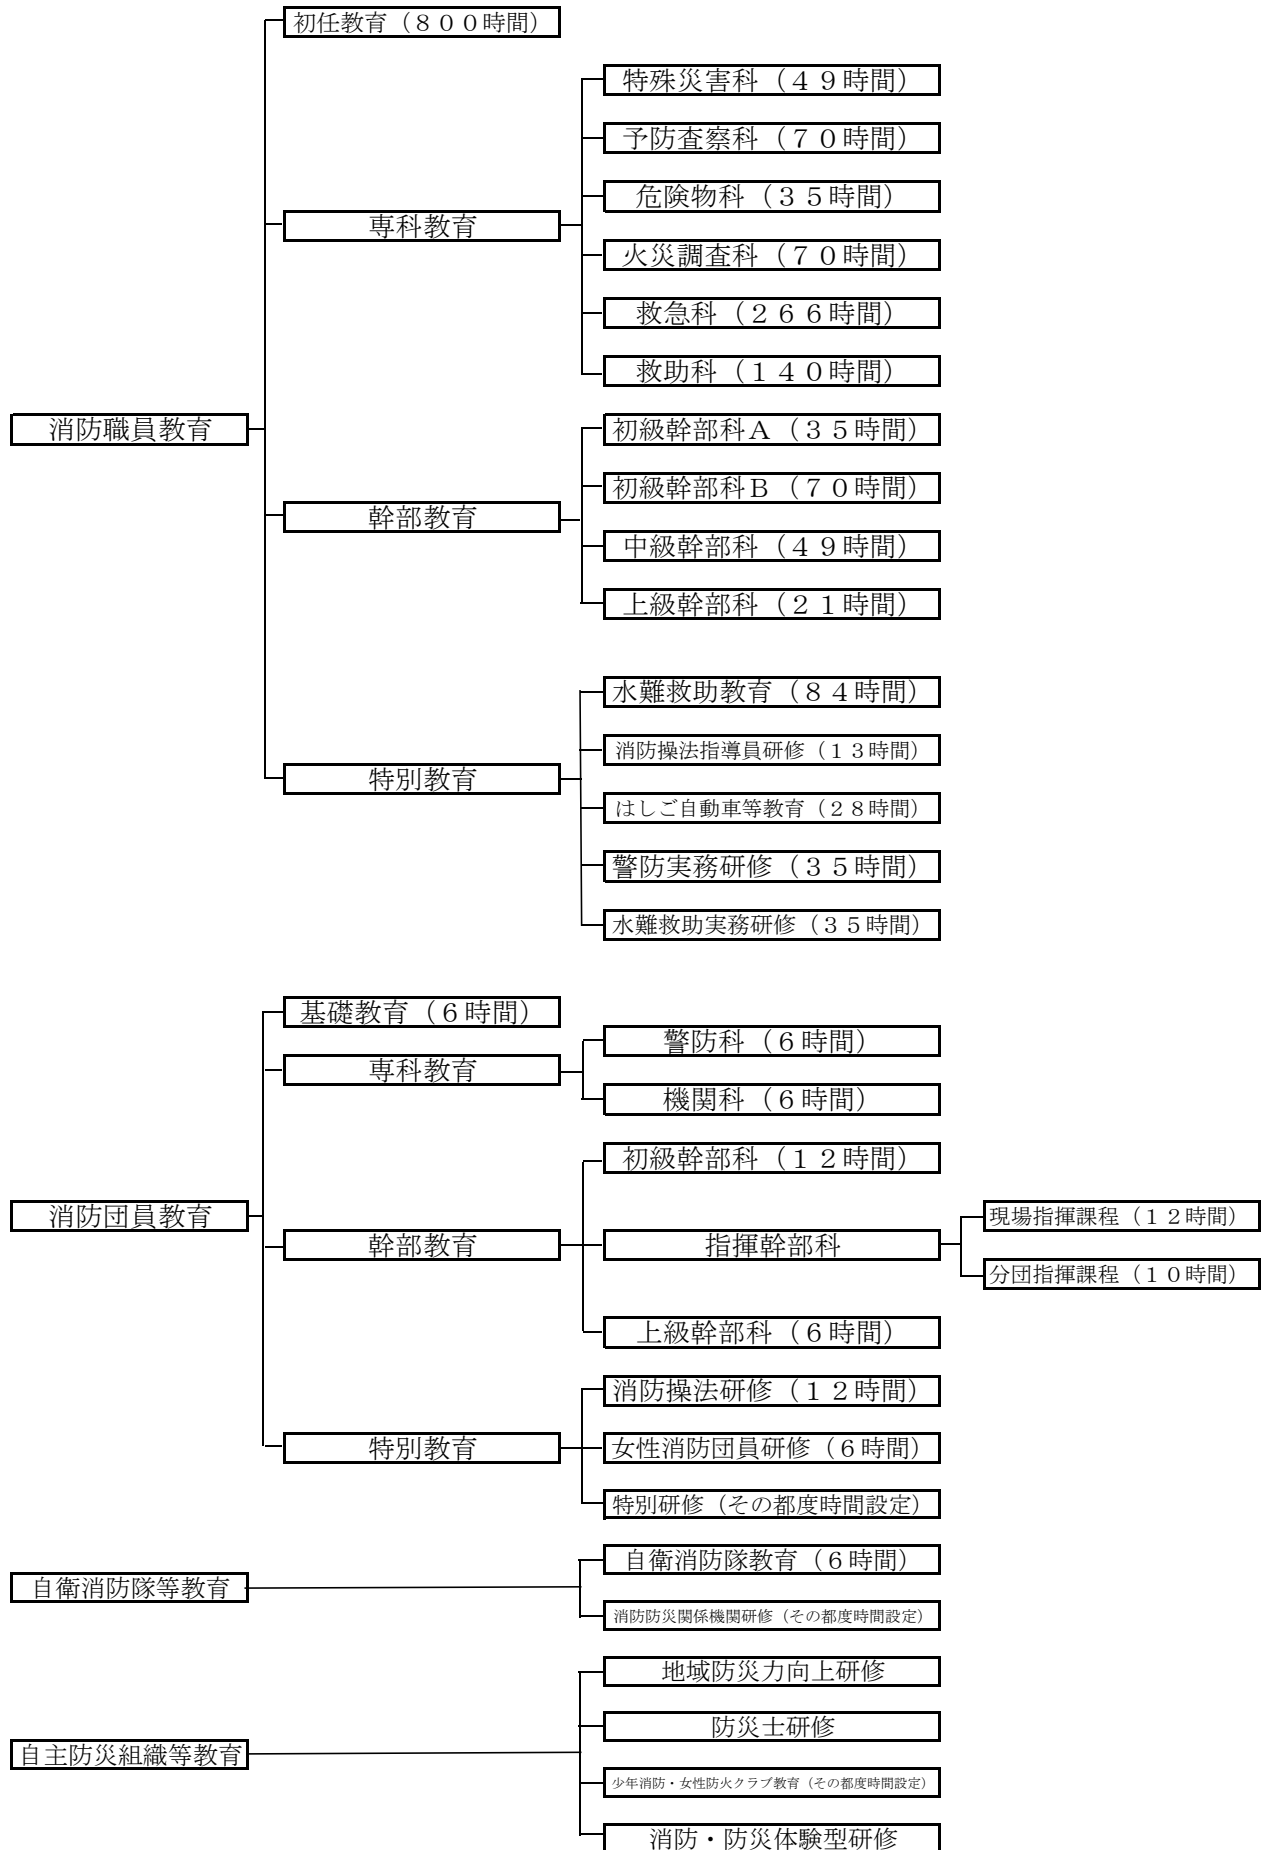 初任教育（８００時間）
特殊災害科（４９時間）
予防査察科（７０時間）
危険物科（３５時間）
専科教育
火災調査科（７０時間）
救急科（２６６時間）
救助科（１４０時間）
消防職員教育
初級幹部科Ａ（３５時間）
初級幹部科Ｂ（７０時間）
幹部教育
中級幹部科（４９時間）
上級幹部科（２１時間）
水難救助教育（８４時間）
消防操法指導員研修（１３時間）
特別教育
はしご自動車等教育（２８時間）
警防実務研修（３５時間）
水難救助実務研修（３５時間）
基礎教育（６時間）
警防科（６時間）
専科教育
機関科（６時間）
初級幹部科（１２時間）
消防団員教育
現場指揮課程（１２時間）
幹部教育
指揮幹部科
分団指揮課程（１０時間）
上級幹部科（６時間）
消防操法研修（１２時間）
特別教育
女性消防団員研修（６時間）
特別研修（その都度時間設定）
自衛消防隊教育（６時間）
自衛消防隊等教育
消防防災関係機関研修（その都度時間設定）
地域防災力向上研修
防災士研修
自主防災組織等教育
少年消防・女性防火クラブ教育（その都度時間設定）
消防・防災体験型研修